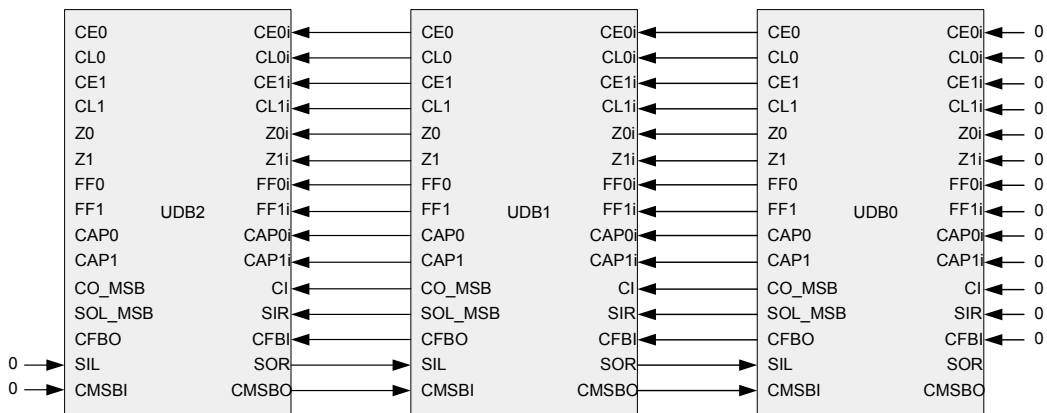 CE0 CE0i CE0 CE0i CE0 CE0i 0
CL0 CL0i CL0 CL0i CL0 CL0i 0
CE1 CE1i CE1 CE1i CE1 CE1i 0
CL1 CL1i CL1 CL1i CL1 CL1i 0
Z0 Z0i Z0 Z0i Z0 Z0i 0
Z1 Z1i Z1 Z1i Z1 Z1i 0
FF0 FF0i FF0 FF0i FF0 FF0i 0
FF1 UDB2 FF1i FF1 UDB1 FF1i FF1 UDB0 FF1i 0
CAP0 CAP0i CAP0 CAP0i CAP0 CAP0i 0
CAP1 CAP1i CAP1 CAP1i CAP1 CAP1i 0
CO_MSB CI CO_MSB CI CO_MSB CI 0
SOL_MSB SIR SOL_MSB SIR SOL_MSB SIR 0
CFBO CFBI CFBO CFBI CFBO CFBI 0
0 SIL SOR SIL SOR SIL SOR
0 CMSBI CMSBO CMSBI CMSBO CMSBI CMSBO